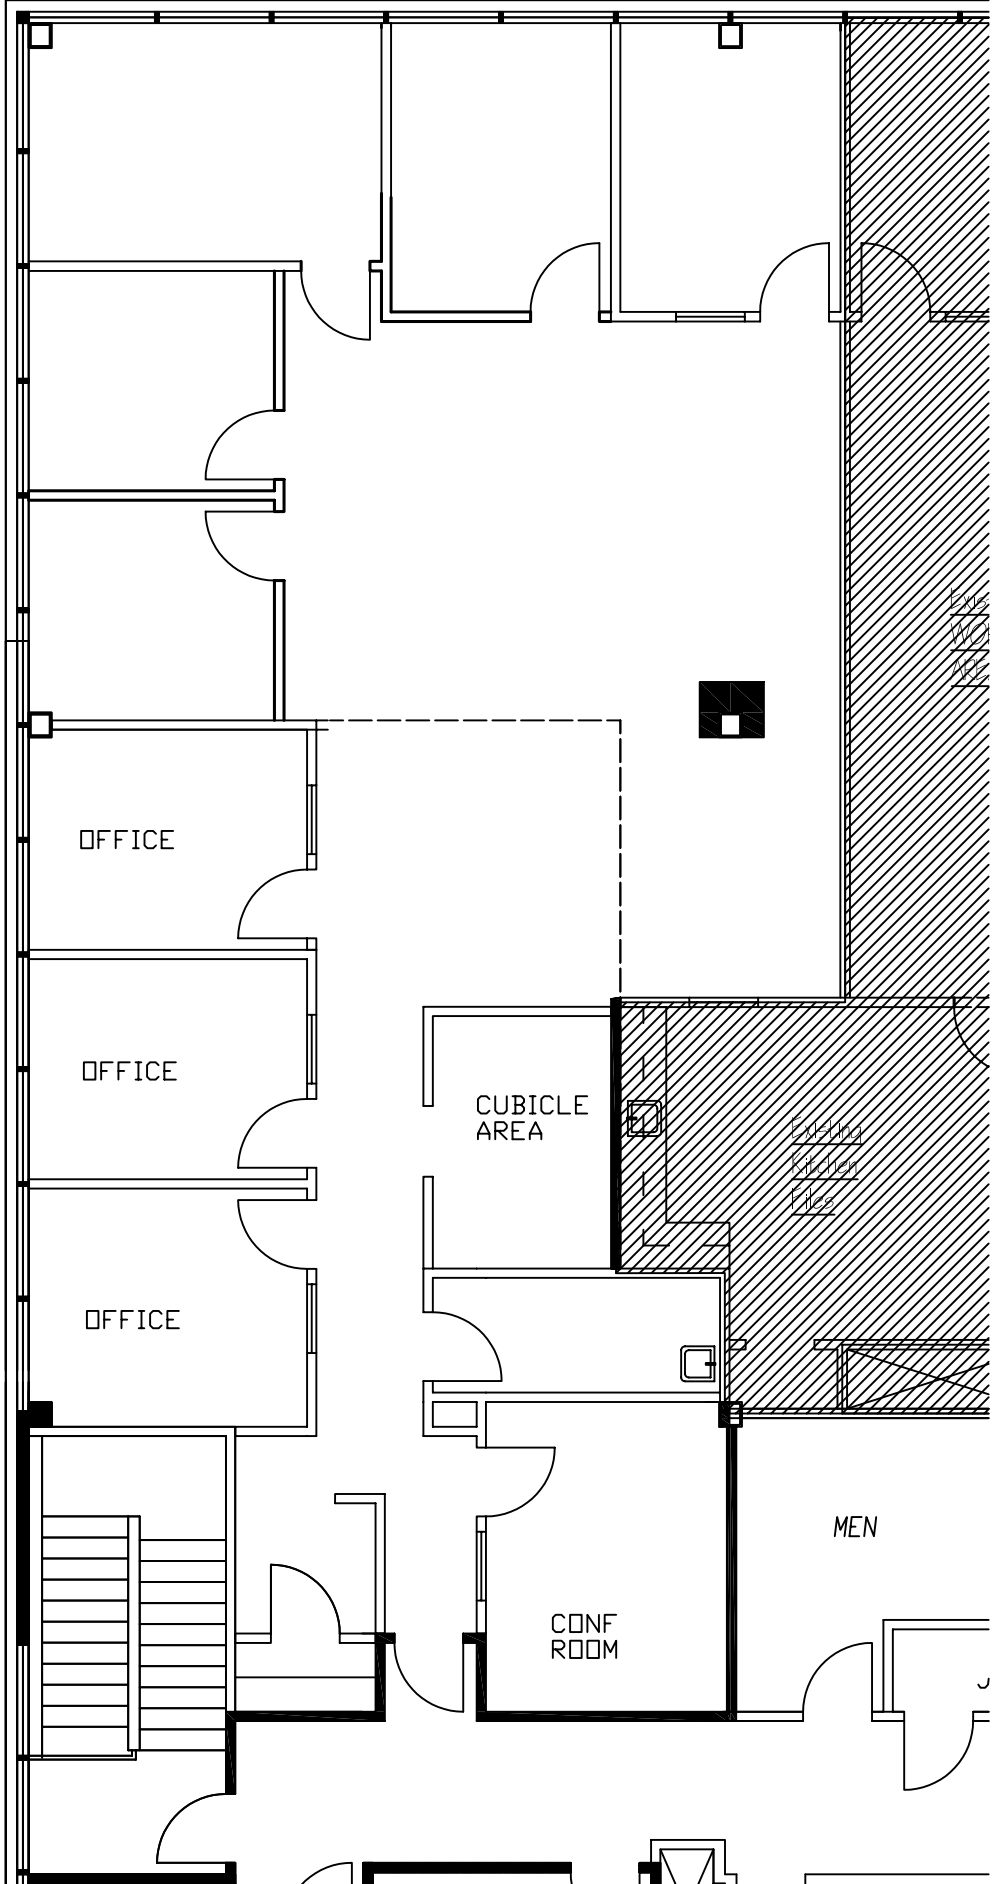 OFFICE
OFFICE
CUBICLE
AREA
Existing
Kitchen
Files
OFFICE
MEN
CONF
ROOM